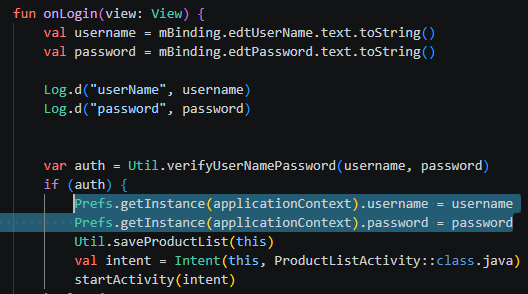 fun onLogin(view: View) {
val username = mBinding.edtUserName.text.toString()
val password = mBinding.edtPassword.text.toString()
Log.d("userName", username)
Log.d("password", password)
var auth = Util.verifyUserNamePassword(username, password)
if (auth) {
Prefs.getInstance(applicationContext).username = username
Prefs.getInstance(applicationContext).password = password
Util.saveProductList(this)
val intent = Intent(this, ProductListActivity::class.java)
startActivity(intent)